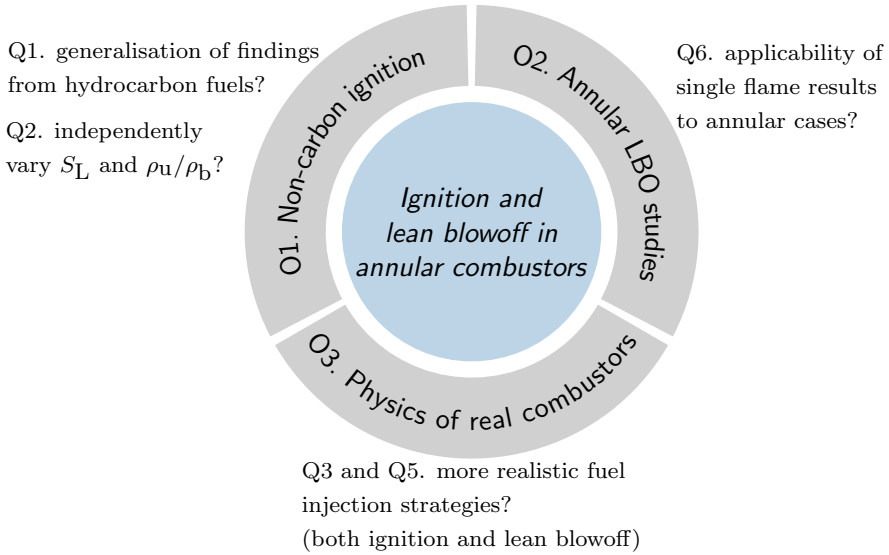 Q1. generalisation of findings
from hydrocarbon fuels?
Q2. independently
vary S_L and ρ_u/ρ_b?
O1. Non-carbon ignition
O2. Annular LBO studies
Q6. applicability of
single flame results
to annular cases?
Ignition and
lean blowoff in
annular combustors
O3. Physics of real combustors
Q3 and Q5. more realistic fuel
injection strategies?
(both ignition and lean blowoff)